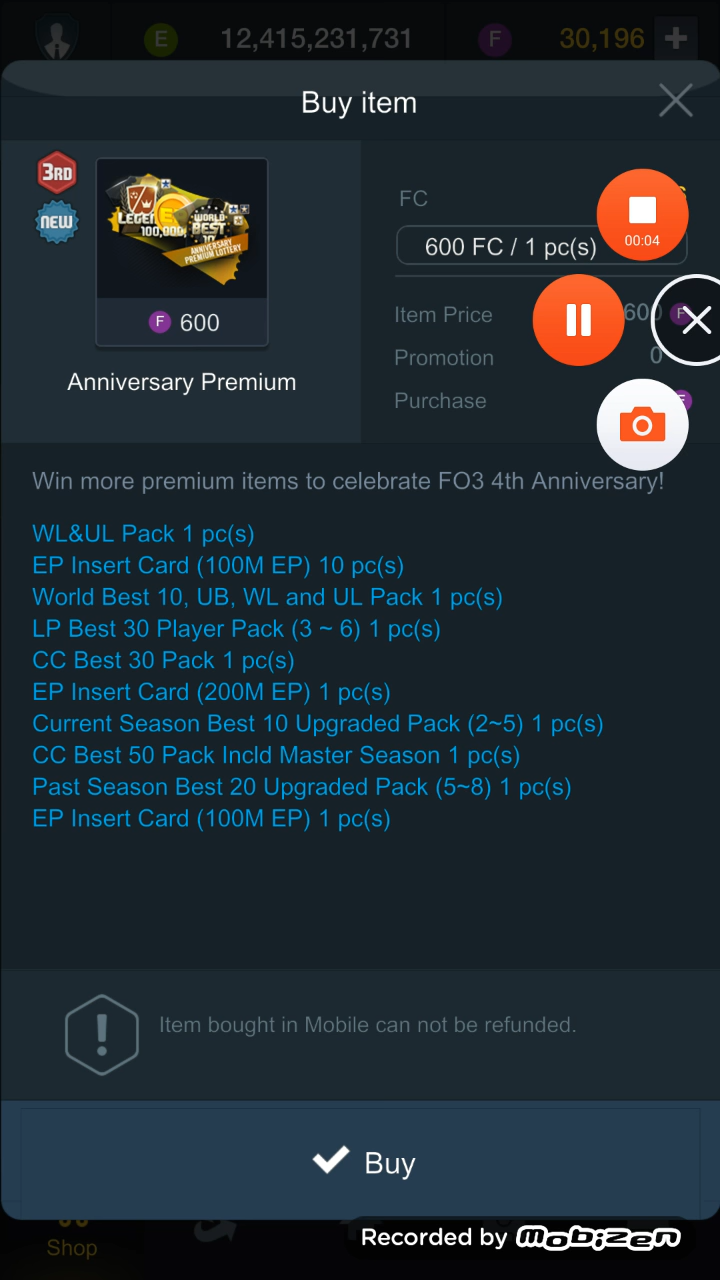 E 12,415,231,731 F 30,196
Buy item
3RD
NEW
LEGEN
100,000
WORLD
BEST
10
ANNIVERSARY
PREMIUM LOTTERY
F 600
Anniversary Premium
FC
600 FC / 1 pc(s)
00:04
Item Price 600 F
Promotion 0
Purchase F
Win more premium items to celebrate FO3 4th Anniversary!
WL&UL Pack 1 pc(s)
EP Insert Card (100M EP) 10 pc(s)
World Best 10, UB, WL and UL Pack 1 pc(s)
LP Best 30 Player Pack (3 ~ 6) 1 pc(s)
CC Best 30 Pack 1 pc(s)
EP Insert Card (200M EP) 1 pc(s)
Current Season Best 10 Upgraded Pack (2~5) 1 pc(s)
CC Best 50 Pack Incld Master Season 1 pc(s)
Past Season Best 20 Upgraded Pack (5~8) 1 pc(s)
EP Insert Card (100M EP) 1 pc(s)
Item bought in Mobile can not be refunded.
Buy
Shop
Recorded by mobizen